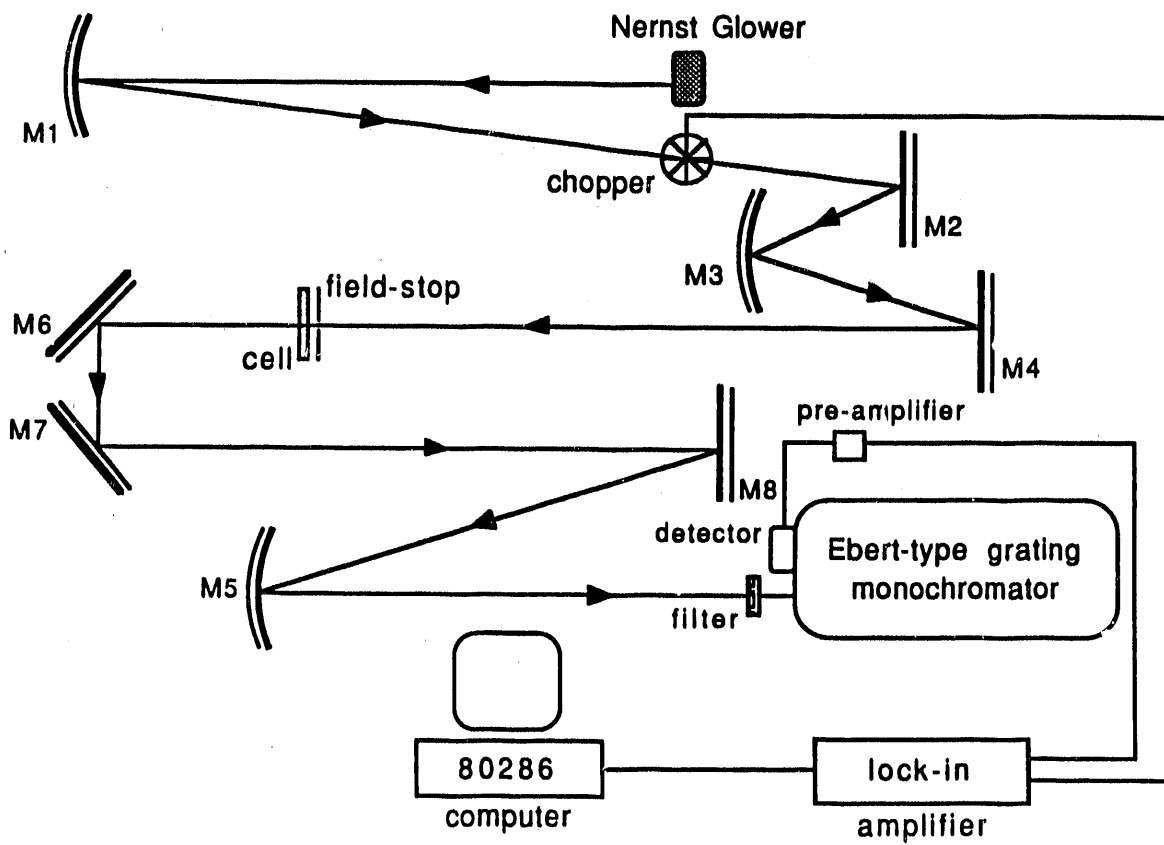 Nernst Glower
M1
chopper
M2
M3
field-stop
M6
cell
M4
M7
pre-amplifier
M8
detector
Ebert-type grating
monochromator
M5
filter
80286
computer
lock-in
amplifier